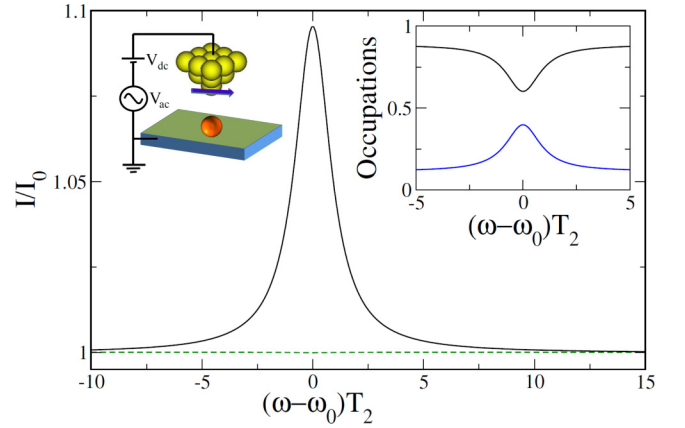 1.1
1.05
1
I/I₀
-10
-5
0
5
10
15
(ω−ω₀)T₂
V_dc
V_ac
1
0.5
0
Occupations
-5
0
5
(ω−ω₀)T₂